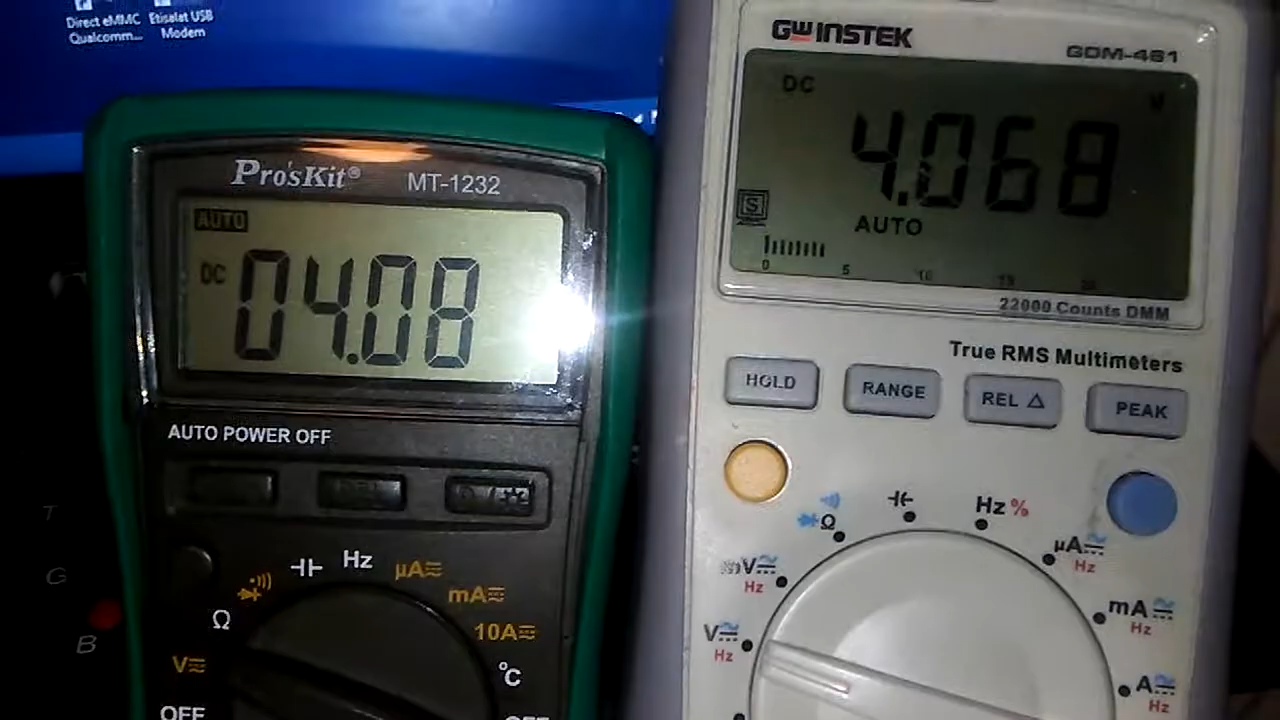 Direct eMMC
Qualcomm...
Etisalat USB
Modem
Pro'sKit®
MT-1232
AUTO
DC
04.08
AUTO POWER OFF
Hz
µA
mA
10A
°C
Ω
V
OFF
T
G
B
GW INSTEK
GDM-461
DC
V
4.068
S
AUTO
0 5 10 15 20
22000 Counts DMM
True RMS Multimeters
HOLD
RANGE
REL Δ
PEAK
Ω
Hz %
µA
Hz
mA
Hz
A
Hz
mV
Hz
V
Hz